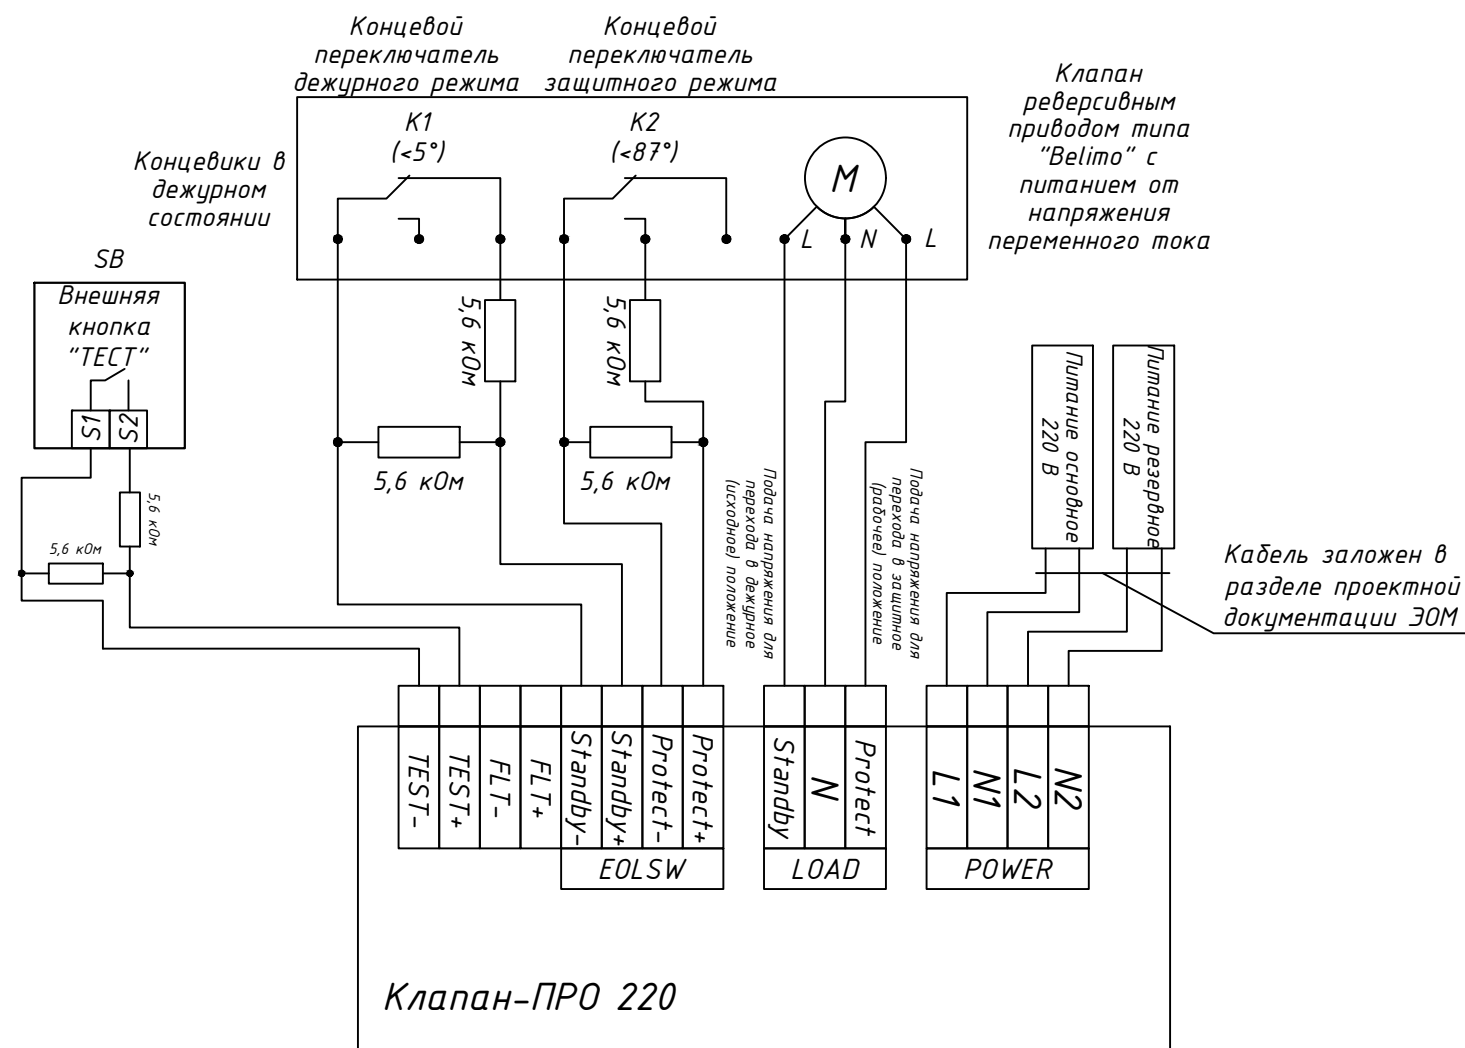 Концевой
переключатель
дежурного режима
Концевой
переключатель
защитного режима
Клапан
реверсивным
приводом типа
"Belimo" с
питанием от
напряжения
переменного тока
Концевики в
дежурном
состоянии
К1
(<5°)
К2
(<87°)
М
L
N
L
SB
Внешняя
кнопка
"ТЕСТ"
S1
S2
5,6 кОм
5,6 кОм
5,6 кОм
5,6 кОм
5,6 кОм
5,6 кОм
Подача напряжения для
перехода в дежурное
(исходное) положение
Подача напряжения для
перехода в защитное
(рабочее) положение
Питание основное
220 В
Питание резервное
220 В
Кабель заложен в
разделе проектной
документации ЭОМ
TEST-
TEST+
FLT-
FLT+
Standby-
Standby+
Protect-
Protect+
EOLSW
Standby
N
Protect
LOAD
L1
N1
L2
N2
POWER
Клапан-ПРО 220